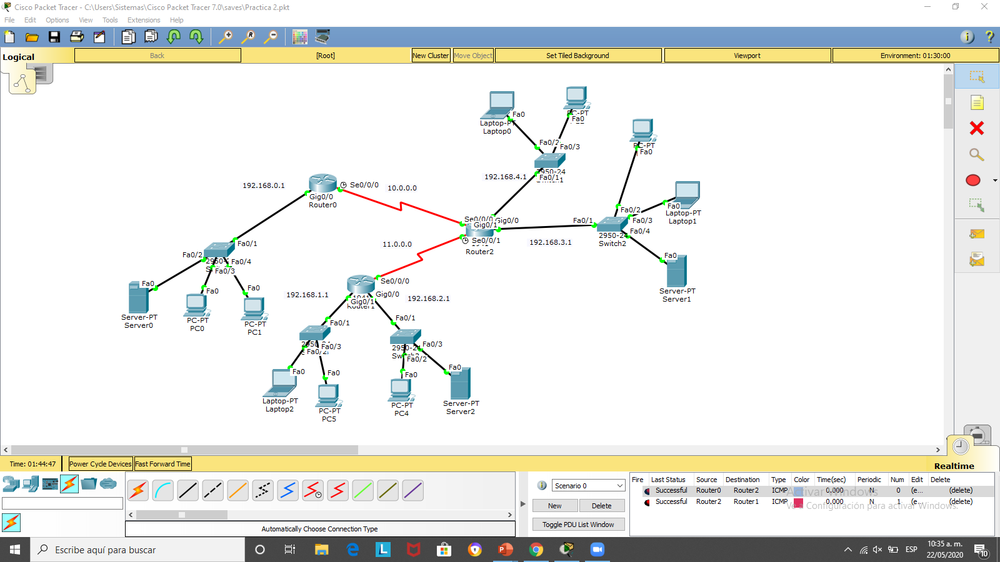 Cisco Packet Tracer - C:\Users\Sistemas\Cisco Packet Tracer 7.0\saves\Practica 2.pkt
File Edit Options View Tools Extensions Help
Logical Back [Root] New Cluster Move Object Set Tiled Background Viewport Environment: 01:30:00
Fa0
Laptop-PT
Laptop0
PC-PT
Fa0
Fa0/2
Fa0/3
2950-24
Fa0/1
192.168.4.1
PC-PT
Fa0
192.168.0.1
Se0/0/0
Gig0/0
Router0
10.0.0.0
Fa0
Laptop-PT
Laptop1
Fa0/1
Fa0/2
Fa0/3
Fa0/4
2950-24
Switch2
Se0/0/0
Gig0/0
Gig0/1
Se0/0/1
Router2
192.168.3.1
11.0.0.0
Fa0/1
Fa0/2
Fa0/4
Fa0/3
Fa0
Server-PT
Server1
Fa0
Server-PT
Server0
Fa0
PC-PT
PC0
Fa0
PC-PT
PC1
Se0/0/0
Gig0/0
Gig0/1
Router1
192.168.1.1
192.168.2.1
Fa0/1
Fa0/3
Fa0/2
Fa0/1
Fa0/3
2950-24
Fa0/2
Fa0
Laptop-PT
Laptop2
Fa0
PC-PT
PC5
Fa0
PC-PT
PC4
Fa0
Server-PT
Server2
Time: 01:44:47 Power Cycle Devices Fast Forward Time
Realtime
Automatically Choose Connection Type
Scenario 0
New Delete
Toggle PDU List Window
Fire Last Status Source Destination Type Color Time(sec) Periodic Num Edit Delete
Successful Router0 Router2 ICMP 0.000 N 0 (e... (delete)
Successful Router2 Router1 ICMP 0.000 N 1 (e... (delete)
Activar Windows
Ve a Configuración para activar Windows.
Escribe aquí para buscar
ESP
10:35 a. m.
22/05/2020
10